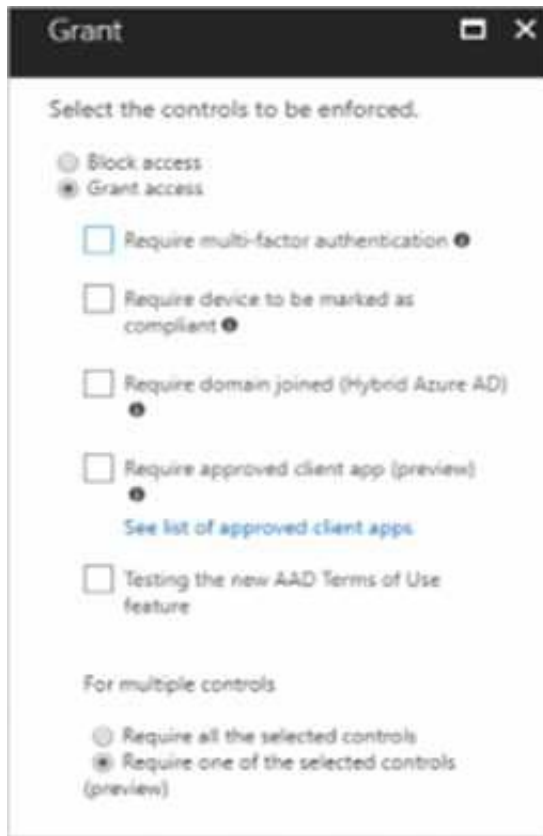 Grant
Select the controls to be enforced.
Block access
Grant access
Require multi-factor authentication
Require device to be marked as
compliant
Require domain joined (Hybrid Azure AD)
Require approved client app (preview)
See list of approved client apps
Testing the new AAD Terms of Use
feature
For multiple controls
Require all the selected controls
Require one of the selected controls
(preview)